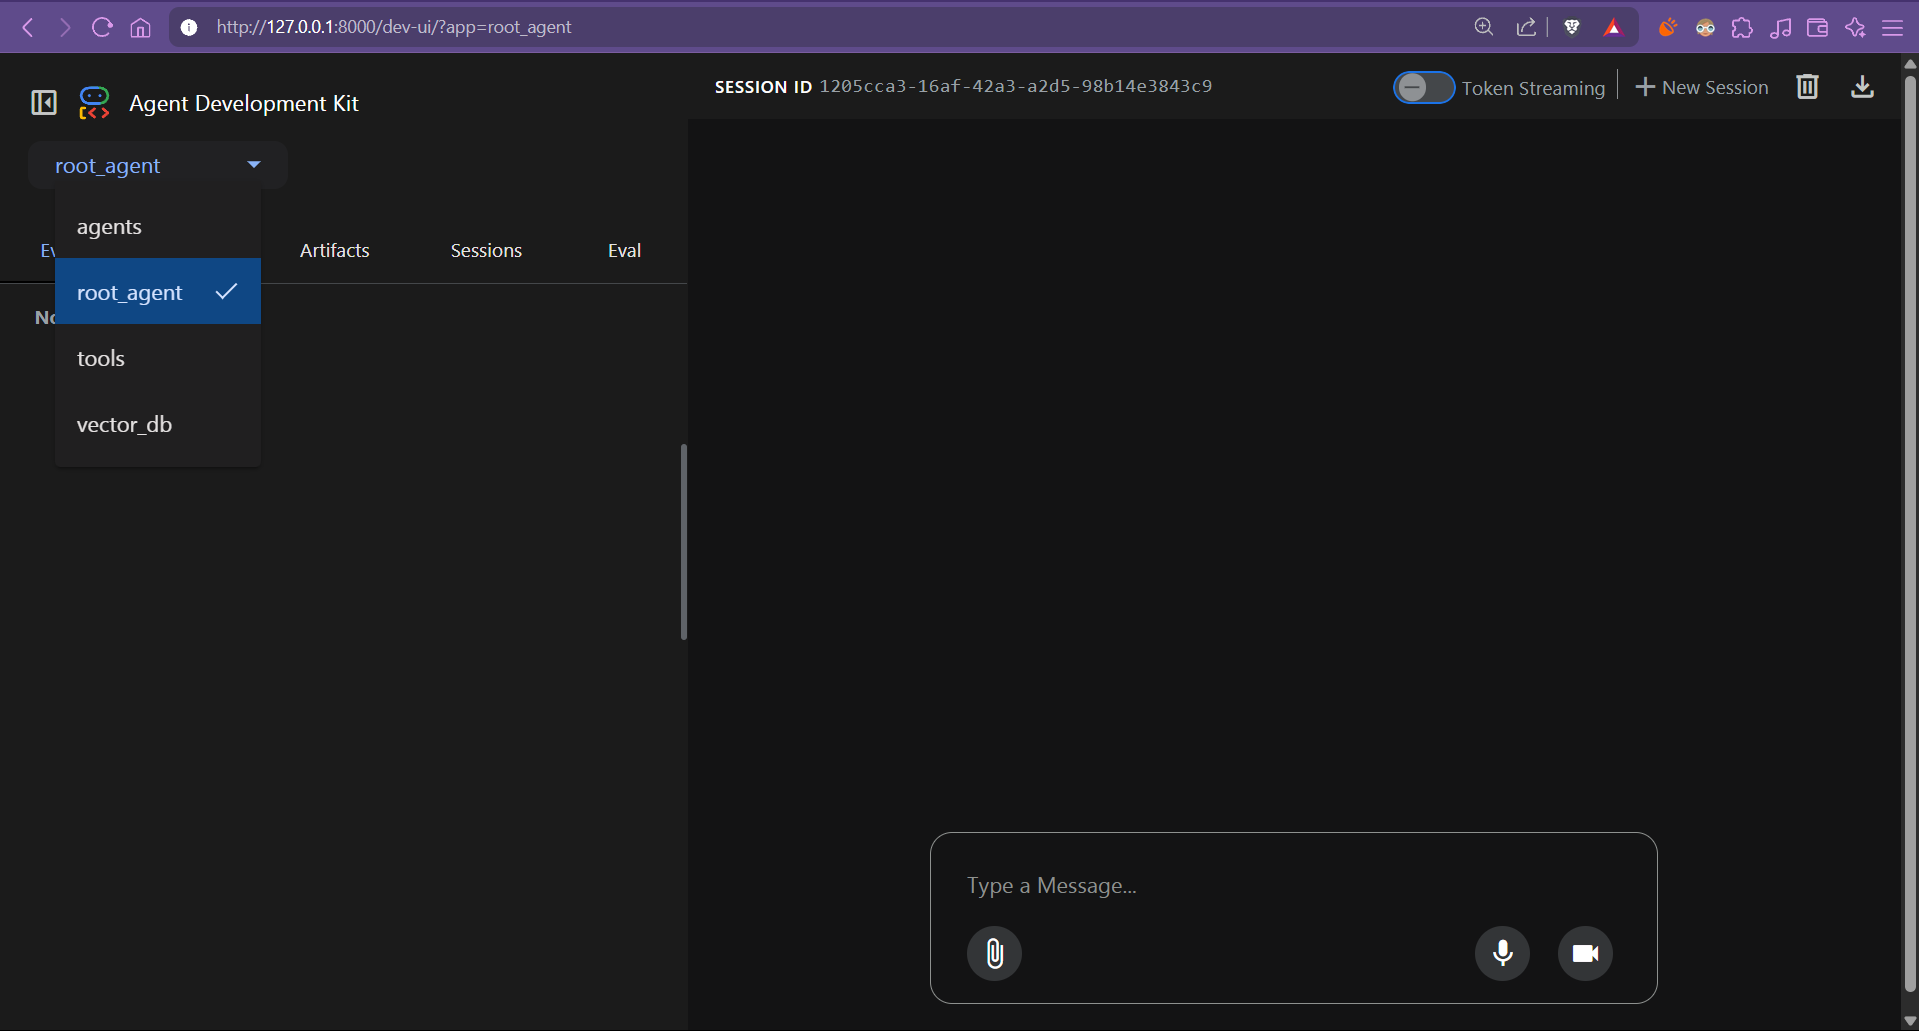 http://127.0.0.1:8000/dev-ui/?app=root_agent
Agent Development Kit
SESSION ID 1205cca3-16af-42a3-a2d5-98b14e3843c9
Token Streaming
New Session
root_agent
agents
root_agent
tools
vector_db
Ev
Artifacts
Sessions
Eval
No
Type a Message...